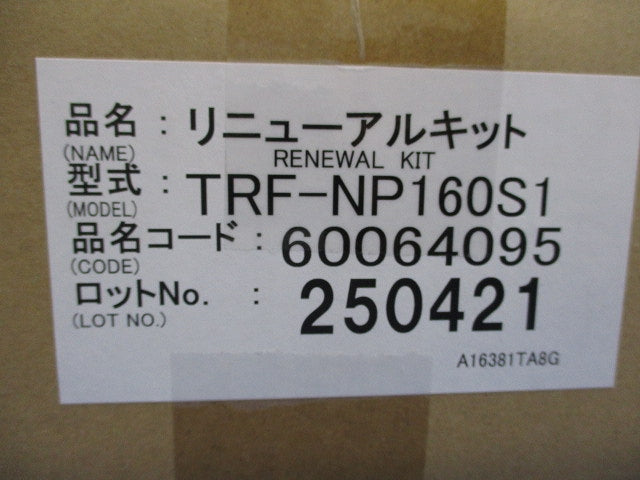 品名 : リニューアルキット
(NAME) RENEWAL KIT
型式 : TRF-NP160S1
(MODEL)
品名コード : 60064095
(CODE)
ロットNo. : 250421
(LOT NO.)
A16381TA8G